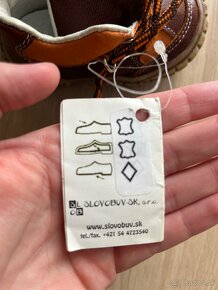 SLOVOBUV-SK, s.r.o.
www.slovobuv.sk
tel./fax. +421 54 4723540